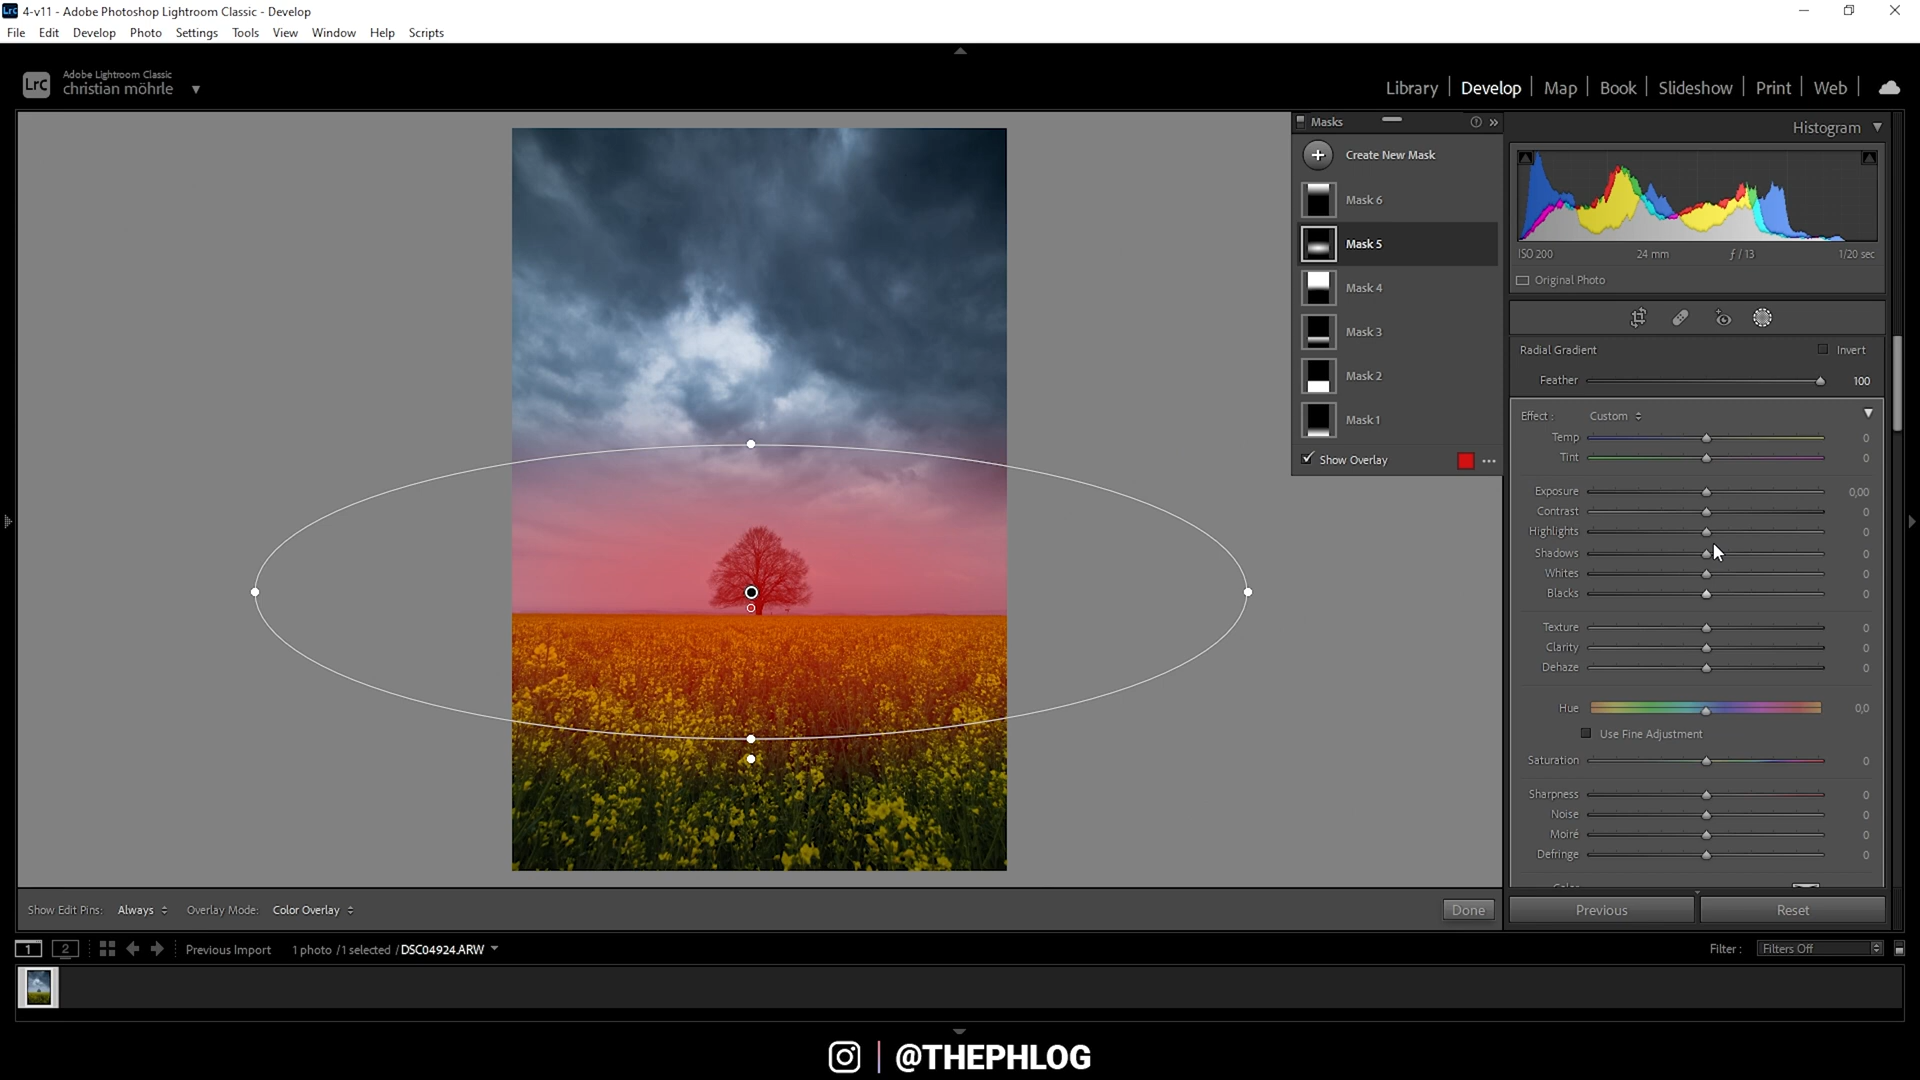 Lrc 4-v11 - Adobe Photoshop Lightroom Classic - Develop
File Edit Develop Photo Settings Tools View Window Help Scripts
LrC Adobe Lightroom Classic
christian möhrle
Library Develop Map Book Slideshow Print Web
Masks
Create New Mask
Mask 6
Mask 5
Mask 4
Mask 3
Mask 2
Mask 1
Show Overlay
Histogram
ISO 200 24 mm ƒ / 13 1/20 sec
Original Photo
Radial Gradient Invert
Feather 100
Effect : Custom
Temp 0
Tint 0
Exposure 0,00
Contrast 0
Highlights 0
Shadows 0
Whites 0
Blacks 0
Texture 0
Clarity 0
Dehaze 0
Hue 0,0
Use Fine Adjustment
Saturation 0
Sharpness 0
Noise 0
Moiré 0
Defringe 0
Show Edit Pins: Always Overlay Mode: Color Overlay Done
Previous Reset
1 2 Previous Import 1 photo / 1 selected / DSC04924.ARW Filter : Filters Off
@THEPHLOG